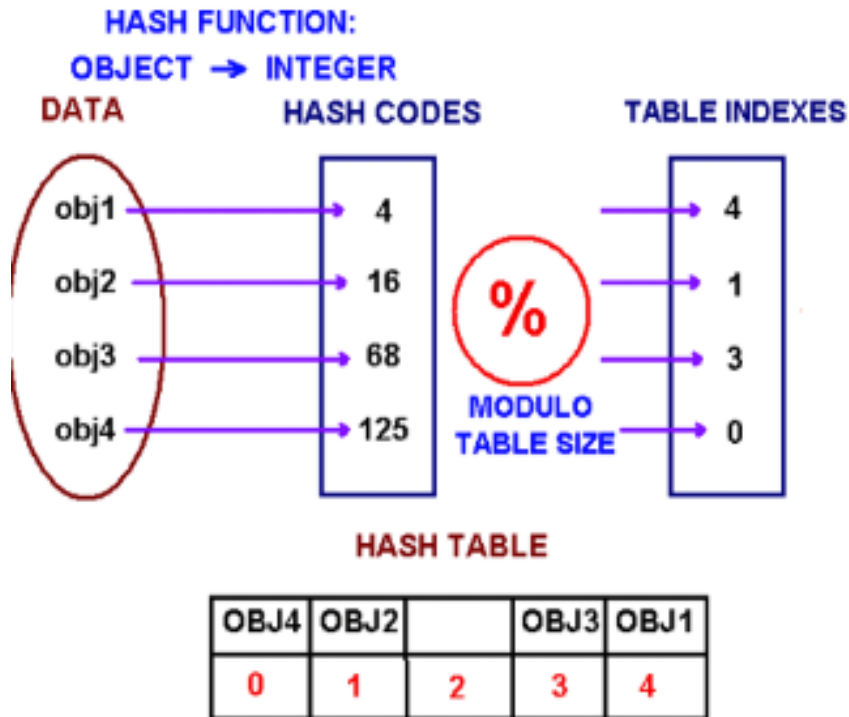 HASH FUNCTION:
OBJECT → INTEGER
DATA HASH CODES TABLE INDEXES
obj1 4 4
obj2 16 1
%
obj3 68 3
MODULO
TABLE SIZE
obj4 125 0
HASH TABLE
OBJ4 OBJ2 OBJ3 OBJ1
0 1 2 3 4